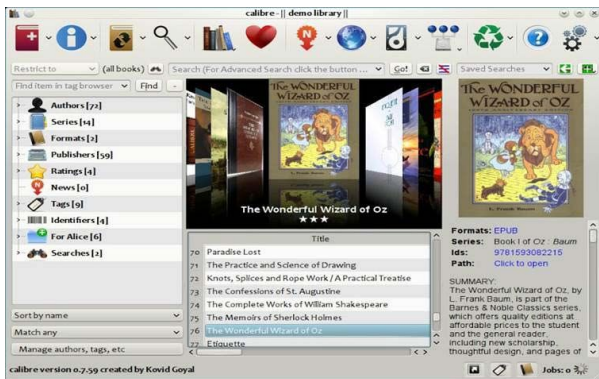 calibre - || demo library ||
Restrict to
(all books)
Search (For Advanced Search click the button ...
Go!
Saved Searches
Find item in tag browser
Find
-
Authors [72]
Series [14]
Formats [2]
Publishers [59]
Ratings [4]
News [0]
Tags [9]
Identifiers [4]
For Alice [6]
Searches [2]
Sort by name
Match any
Manage authors, tags, etc
THE WONDERFUL
WIZARD OF OZ
The Wonderful Wizard of Oz
★★★
Title
70 Paradise Lost
71 The Practice and Science of Drawing
72 Knots, Splices and Rope Work / A Practical Treatise
73 The Confessions of St. Augustine
74 The Complete Works of William Shakespeare
75 The Memoirs of Sherlock Holmes
76 The Wonderful Wizard of Oz
77 Etiquette
THE WONDERFUL
WIZARD OF OZ
L. Frank Baum
Formats: EPUB
Series: Book I of Oz : Baum
Ids: 9781593082215
Path: Click to open
SUMMARY:
The Wonderful Wizard of Oz, by
L. Frank Baum, is part of the
Barnes & Noble Classics series,
which offers quality editions at
affordable prices to the student
and the general reader,
including new scholarship,
thoughtful design, and pages of
calibre version 0.7.59 created by Kovid Goyal
Jobs: 0